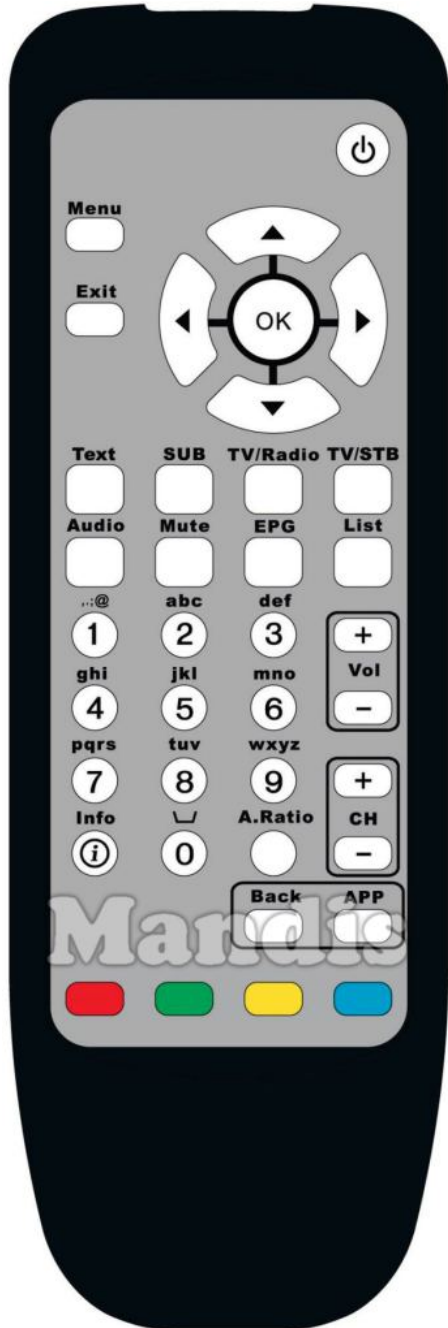 Menu
OK
Exit
Text SUB TV/Radio TV/STB
Audio Mute EPG List
,.;@ abc def
1 2 3 +
ghi jkl mno Vol
4 5 6 −
pqrs tuv wxyz
7 8 9 +
Info A.Ratio CH
i 0 −
Back APP
Mandis